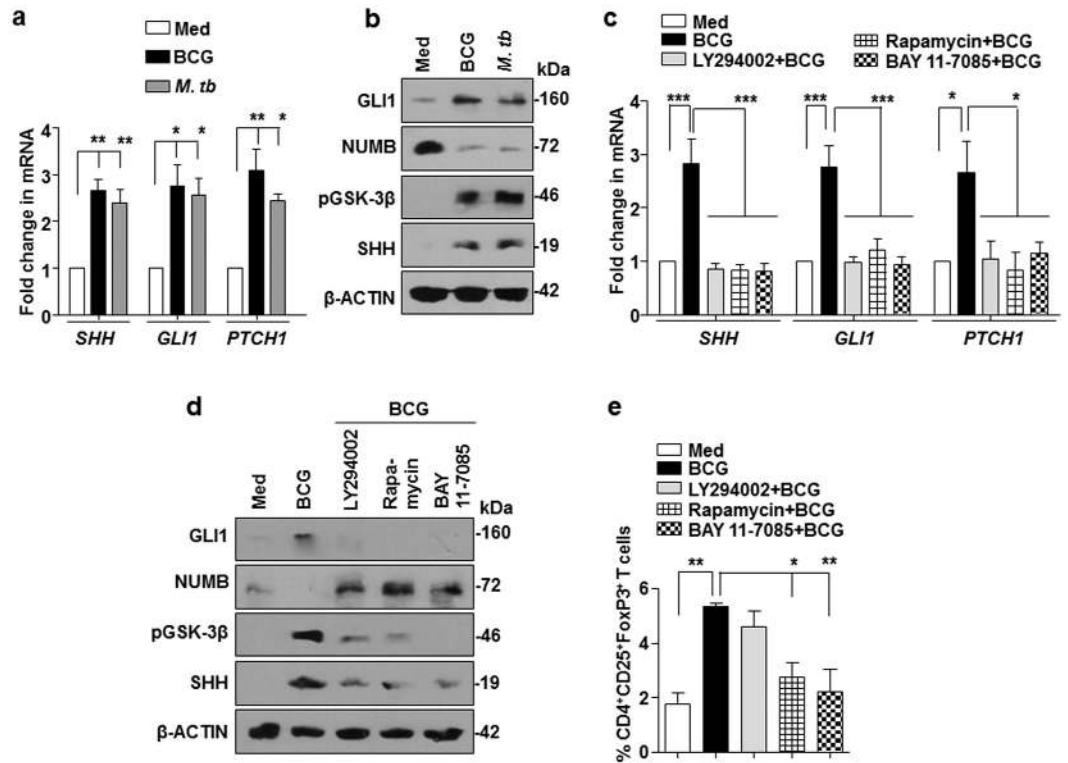 a
Med
BCG
M. tb
Fold change in mRNA
4
3
2
1
0
** ** * * ** *
SHH GLI1 PTCH1
b
Med BCG M. tb
kDa
GLI1 -160
NUMB -72
pGSK-3β -46
SHH -19
β-ACTIN -42
c
Med
BCG
LY294002+BCG
Rapamycin+BCG
BAY 11-7085+BCG
Fold change in mRNA
4
3
2
1
0
*** *** *** *** * *
SHH GLI1 PTCH1
d
BCG
Med BCG LY294002 Rapa-mycin BAY 11-7085
kDa
GLI1 -160
NUMB -72
pGSK-3β -46
SHH -19
β-ACTIN -42
e
Med
BCG
LY294002+BCG
Rapamycin+BCG
BAY 11-7085+BCG
% CD4+CD25+FoxP3+ T cells
6
4
2
0
** * **